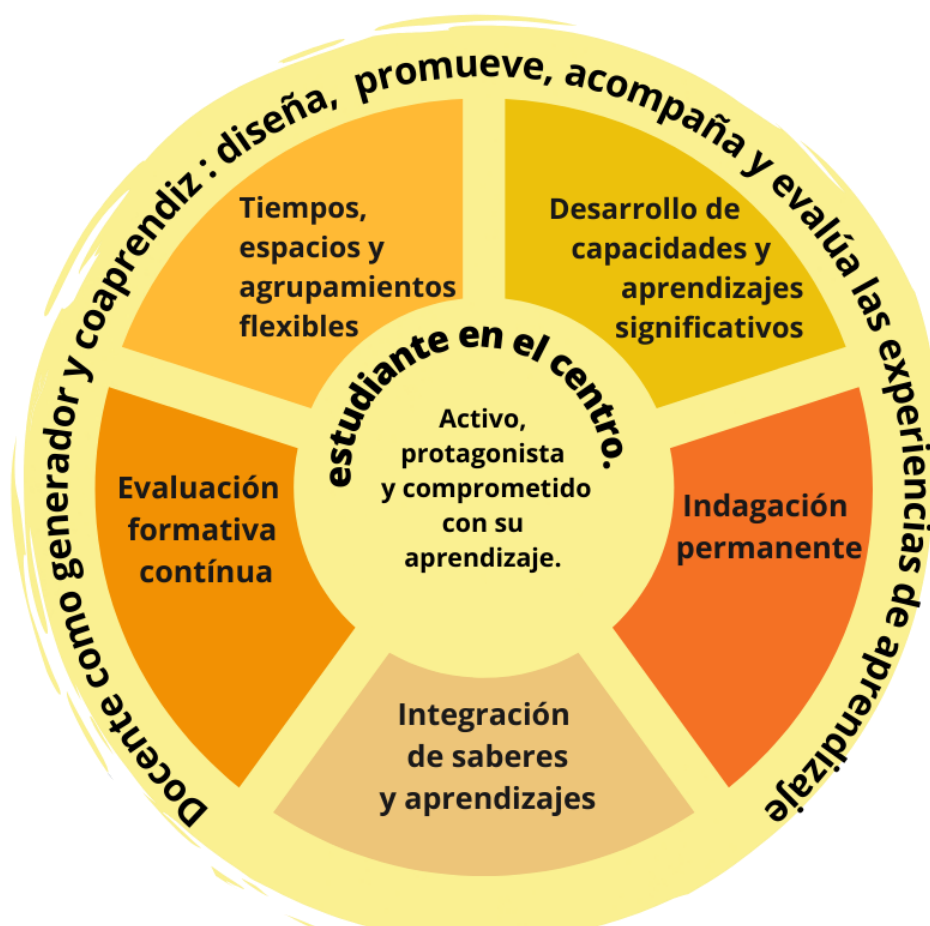 Docente como generador y coaprendiz : diseña, promueve, acompaña y evalúa las experiencias de aprendizaje
Tiempos,
espacios y
agrupamientos
flexibles
Desarrollo de
capacidades y
aprendizajes
significativos
estudiante en el centro.
Activo,
protagonista
y comprometido
con su
aprendizaje.
Evaluación
formativa
contínua
Indagación
permanente
Integración
de saberes
y aprendizajes